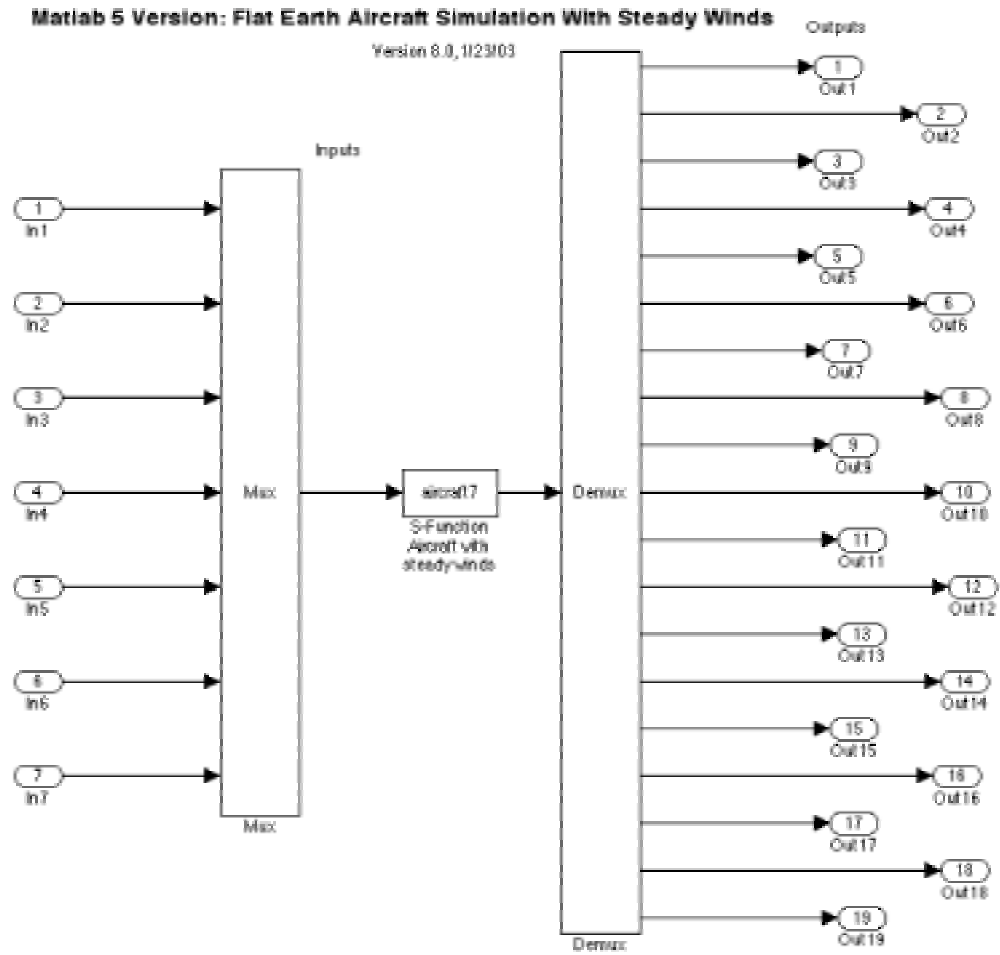 Matlab 5 Version: Flat Earth Aircraft Simulation With Steady Winds
Version 8.0, 1/23/03
Inputs
Outputs
1
In1
2
In2
3
In3
4
In4
5
In5
6
In6
7
In7
Mux
Mux
aircraft7
S-Function
Aircraft with
steady winds
Demux
Demux
1
Out1
2
Out2
3
Out3
4
Out4
5
Out5
6
Out6
7
Out7
8
Out8
9
Out9
10
Out10
11
Out11
12
Out12
13
Out13
14
Out14
15
Out15
16
Out16
17
Out17
18
Out18
19
Out19